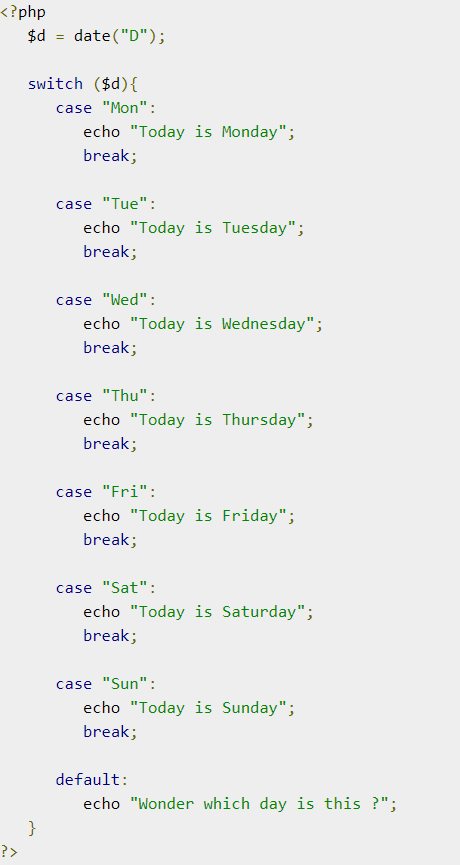 <?php
$d = date("D");
switch ($d){
case "Mon":
echo "Today is Monday";
break;
case "Tue":
echo "Today is Tuesday";
break;
case "Wed":
echo "Today is Wednesday";
break;
case "Thu":
echo "Today is Thursday";
break;
case "Fri":
echo "Today is Friday";
break;
case "Sat":
echo "Today is Saturday";
break;
case "Sun":
echo "Today is Sunday";
break;
default:
echo "Wonder which day is this ?";
}
?>